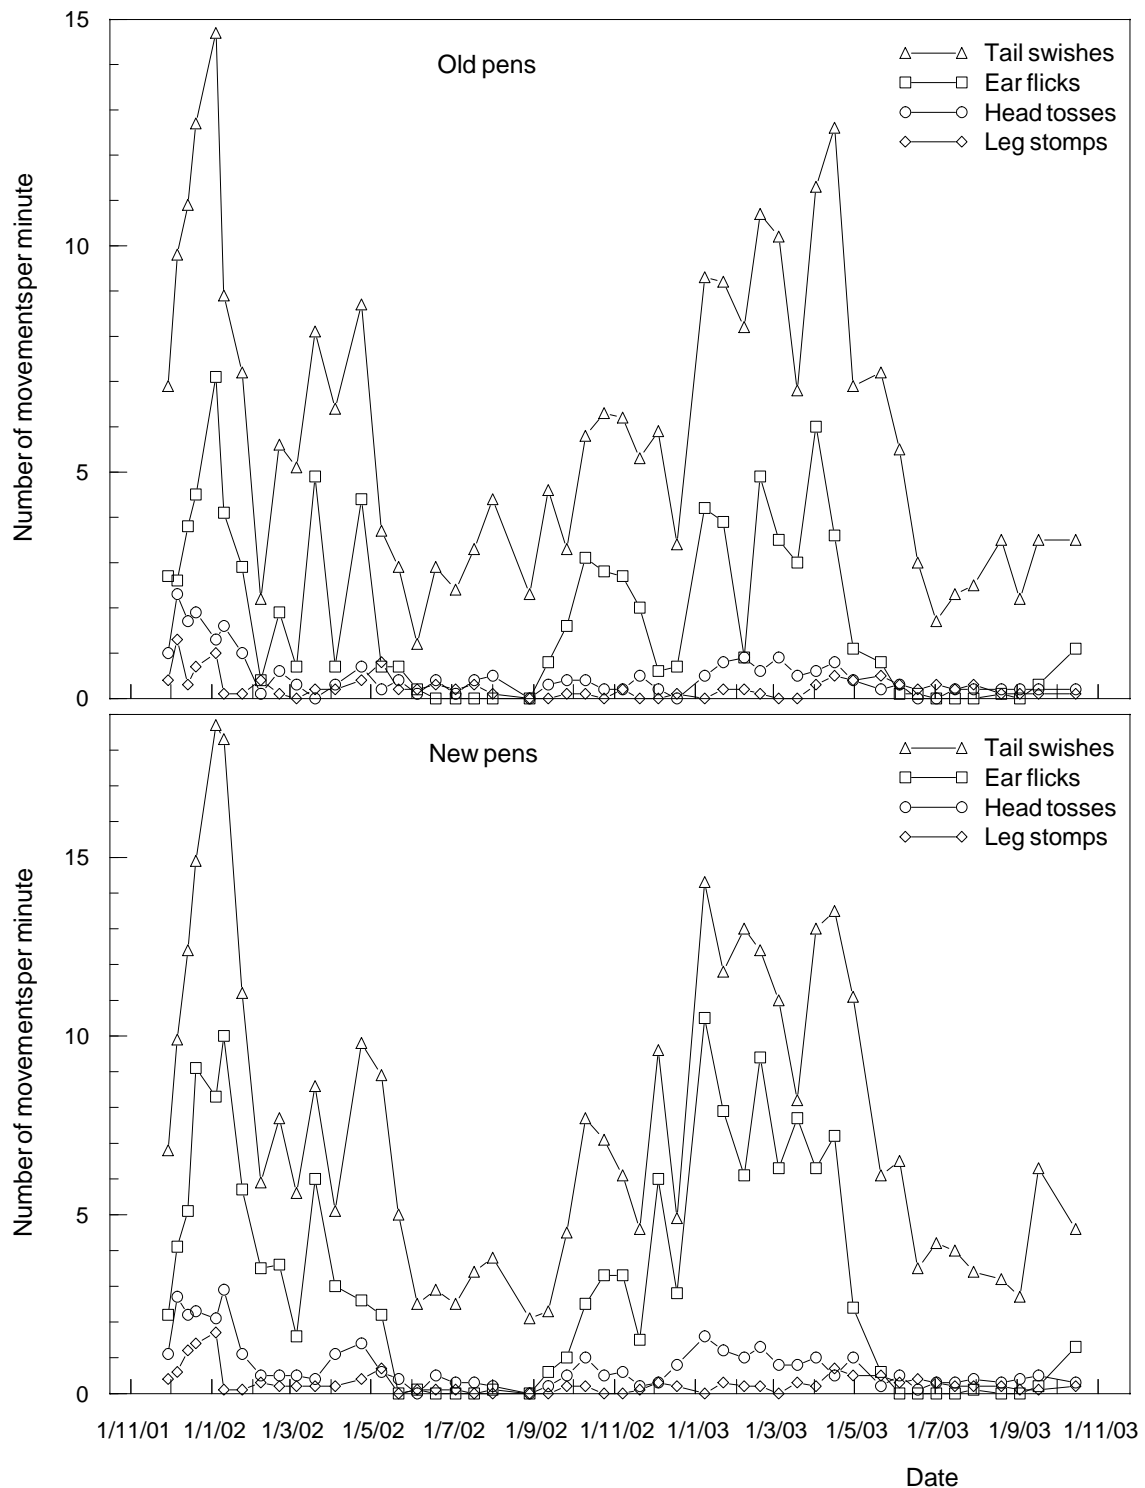 15
Old pens
Tail swishes
Ear flicks
Head tosses
Leg stomps
10
5
0
Number of movementsper minute
New pens
Tail swishes
Ear flicks
Head tosses
Leg stomps
15
10
5
0
Number of movementsper minute
1/11/01 1/1/02 1/3/02 1/5/02 1/7/02 1/9/02 1/11/02 1/1/03 1/3/03 1/5/03 1/7/03 1/9/03 1/11/03
Date